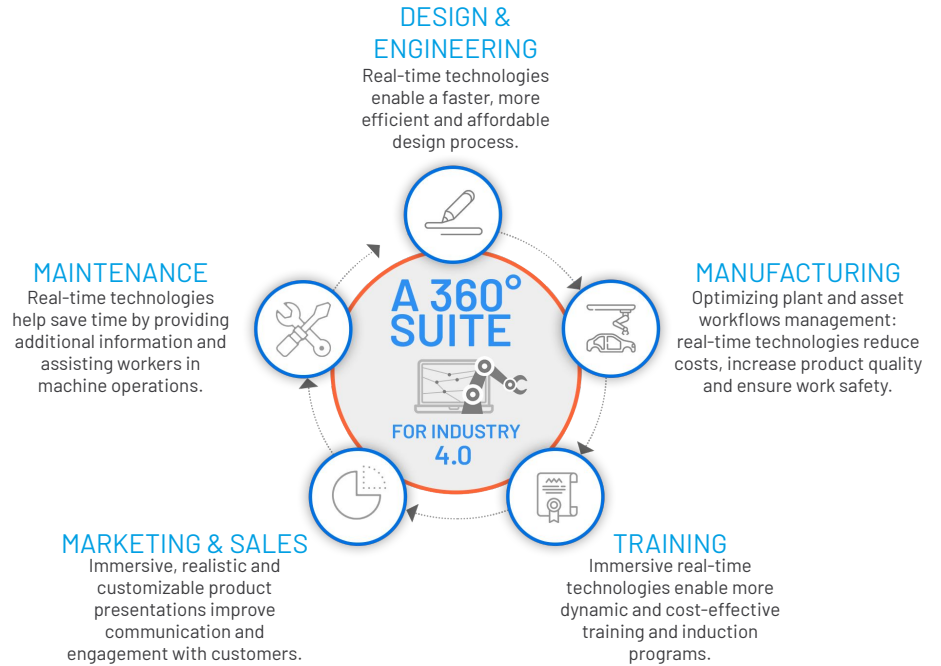 DESIGN &
ENGINEERING
Real-time technologies
enable a faster, more
efficient and affordable
design process.
MAINTENANCE
Real-time technologies
help save time by providing
additional information and
assisting workers in
machine operations.
A 360°
SUITE
FOR INDUSTRY
4.0
MANUFACTURING
Optimizing plant and asset
workflows management:
real-time technologies reduce
costs, increase product quality
and ensure work safety.
MARKETING & SALES
Immersive, realistic and
customizable product
presentations improve
communication and
engagement with customers.
TRAINING
Immersive real-time
technologies enable more
dynamic and cost-effective
training and induction
programs.